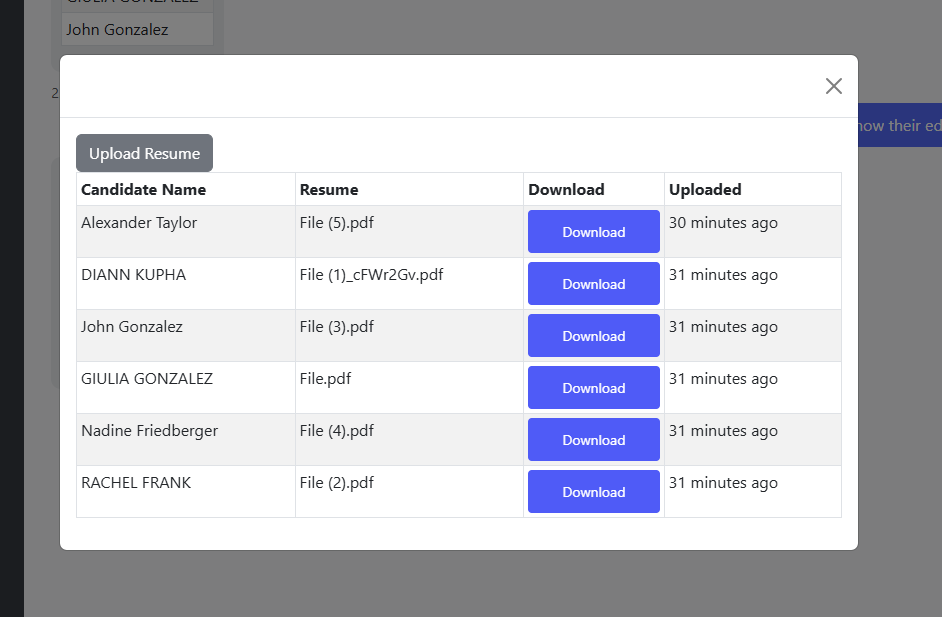 GIULIA GONZALEZ
John Gonzalez
2
how their ed
Upload Resume
Candidate Name Resume Download Uploaded
Alexander Taylor File (5).pdf Download 30 minutes ago
DIANN KUPHA File (1)_cFWr2Gv.pdf Download 31 minutes ago
John Gonzalez File (3).pdf Download 31 minutes ago
GIULIA GONZALEZ File.pdf Download 31 minutes ago
Nadine Friedberger File (4).pdf Download 31 minutes ago
RACHEL FRANK File (2).pdf Download 31 minutes ago